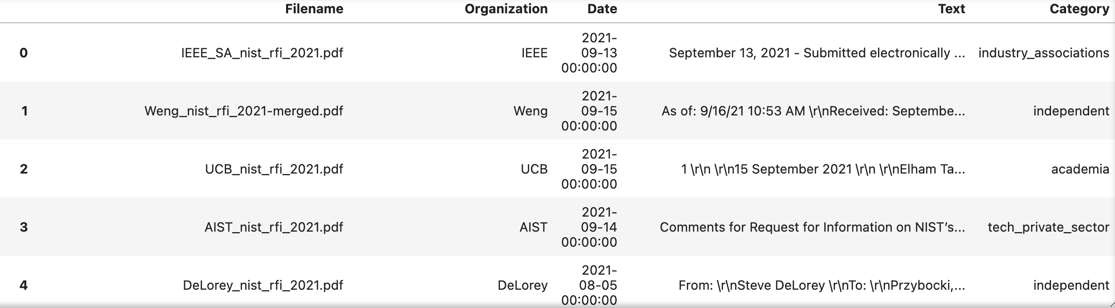 Filename Organization Date Text Category
0 IEEE_SA_nist_rfi_2021.pdf IEEE 2021-09-13 00:00:00 September 13, 2021 - Submitted electronically ... industry_associations
1 Weng_nist_rfi_2021-merged.pdf Weng 2021-09-15 00:00:00 As of: 9/16/21 10:53 AM \r\nReceived: Septembe... independent
2 UCB_nist_rfi_2021.pdf UCB 2021-09-15 00:00:00 1 \r\n \r\n15 September 2021 \r\n \r\nElham Ta... academia
3 AIST_nist_rfi_2021.pdf AIST 2021-09-14 00:00:00 Comments for Request for Information on NIST’s... tech_private_sector
4 DeLorey_nist_rfi_2021.pdf DeLorey 2021-08-05 00:00:00 From: \r\nSteve DeLorey \r\nTo: \r\nPrzybocki,... independent